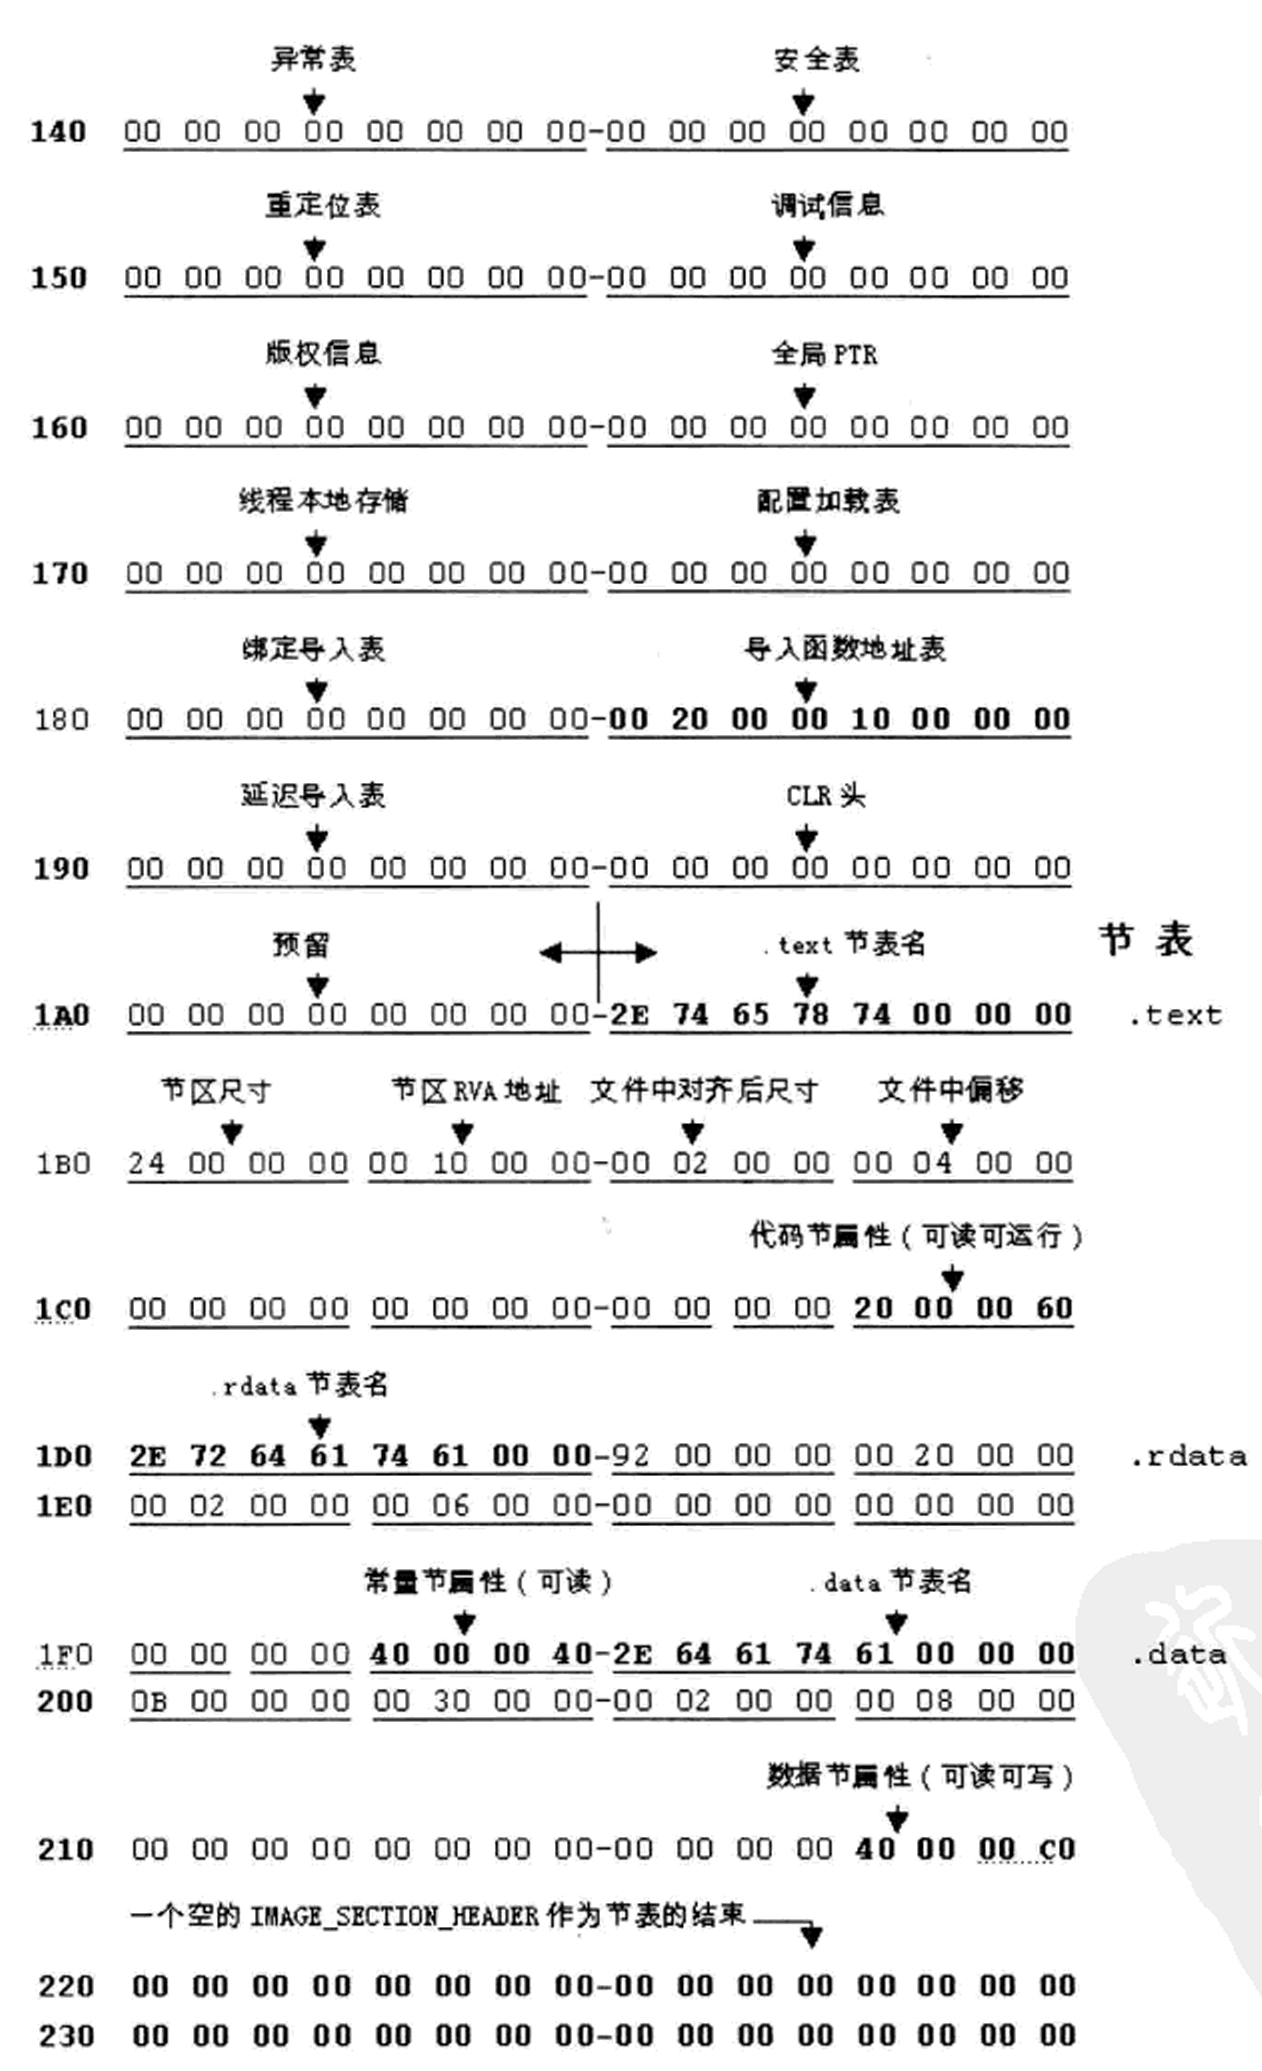 异常表 安全表
140 00 00 00 00 00 00 00 00-00 00 00 00 00 00 00 00
重定位表 调试信息
150 00 00 00 00 00 00 00 00-00 00 00 00 00 00 00 00
版权信息 全局 PTR
160 00 00 00 00 00 00 00 00-00 00 00 00 00 00 00 00
线程本地存储 配置加载表
170 00 00 00 00 00 00 00 00-00 00 00 00 00 00 00 00
绑定导入表 导入函数地址表
180 00 00 00 00 00 00 00 00-00 20 00 00 10 00 00 00
延迟导入表 CLR 头
190 00 00 00 00 00 00 00 00-00 00 00 00 00 00 00 00
预留 .text 节表名 节 表
1A0 00 00 00 00 00 00 00 00-2E 74 65 78 74 00 00 00 .text
节区尺寸 节区 RVA 地址 文件中对齐后尺寸 文件中偏移
1B0 24 00 00 00 00 10 00 00-00 02 00 00 00 04 00 00
代码节属性（可读可运行）
1C0 00 00 00 00 00 00 00 00-00 00 00 00 20 00 00 60
.rdata 节表名
1D0 2E 72 64 61 74 61 00 00-92 00 00 00 00 20 00 00 .rdata
1E0 00 02 00 00 00 06 00 00-00 00 00 00 00 00 00 00
常量节属性（可读） .data 节表名
1F0 00 00 00 00 40 00 00 40-2E 64 61 74 61 00 00 00 .data
200 0B 00 00 00 00 30 00 00-00 02 00 00 00 08 00 00
数据节属性（可读可写）
210 00 00 00 00 00 00 00 00-00 00 00 00 40 00 00 C0
一个空的 IMAGE_SECTION_HEADER 作为节表的结束
220 00 00 00 00 00 00 00 00-00 00 00 00 00 00 00 00
230 00 00 00 00 00 00 00 00-00 00 00 00 00 00 00 00